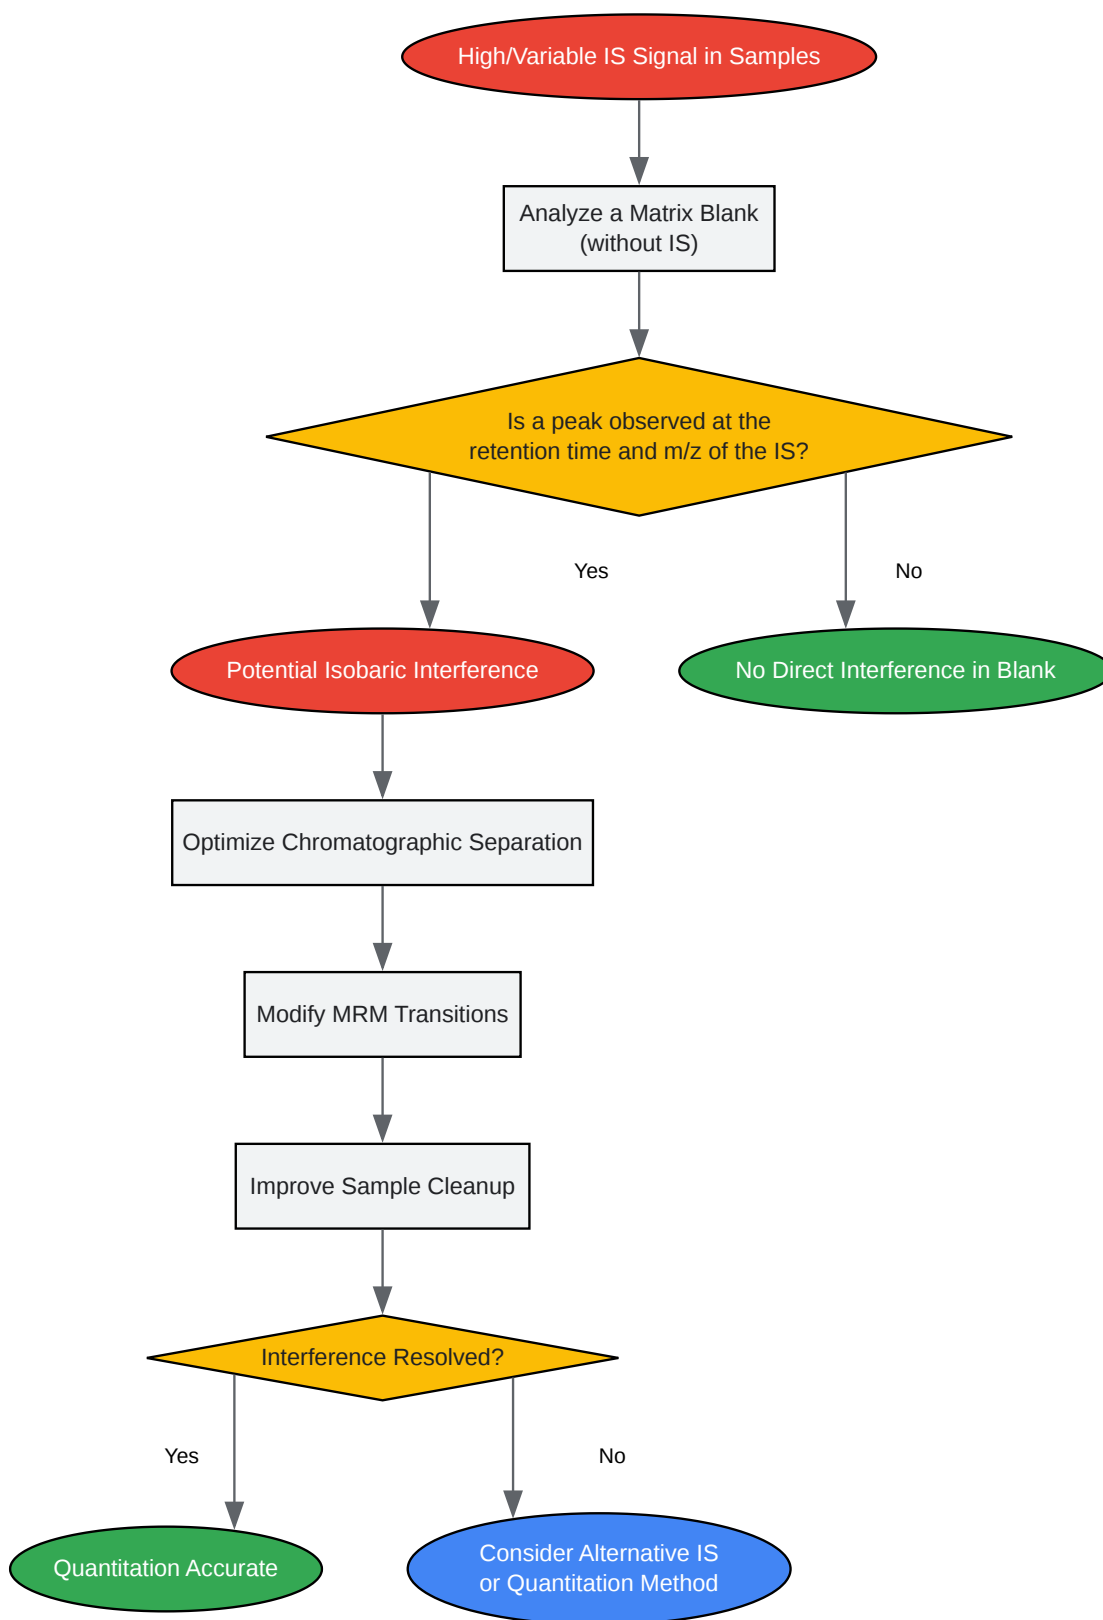 High/Variable IS Signal in Samples
Analyze a Matrix Blank
(without IS)
Is a peak observed at the
retention time and m/z of the IS?
Yes
No
Potential Isobaric Interference
No Direct Interference in Blank
Optimize Chromatographic Separation
Modify MRM Transitions
Improve Sample Cleanup
Interference Resolved?
Yes
No
Quantitation Accurate
Consider Alternative IS
or Quantitation Method